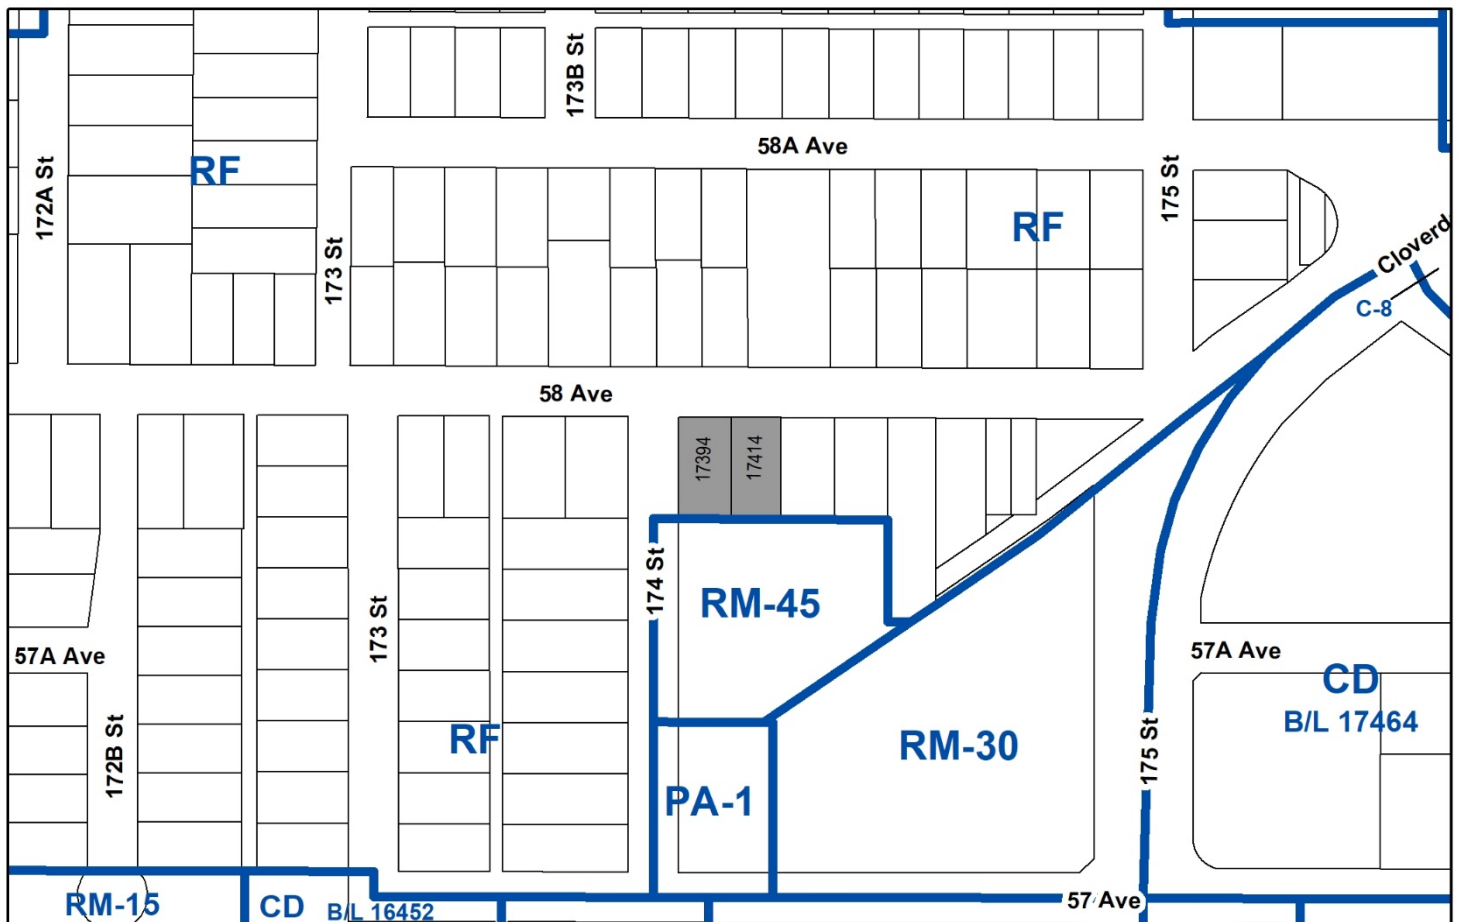 173B St
58A Ave
172A St
RF
175 St
RF
173 St
Cloverd
C-8
58 Ave
17394
17414
174 St
RM-45
173 St
57A Ave
57A Ave
CD
B/L 17464
172B St
RF
RM-30
175 St
PA-1
RM-15
CD
B/L 16452
57 Ave